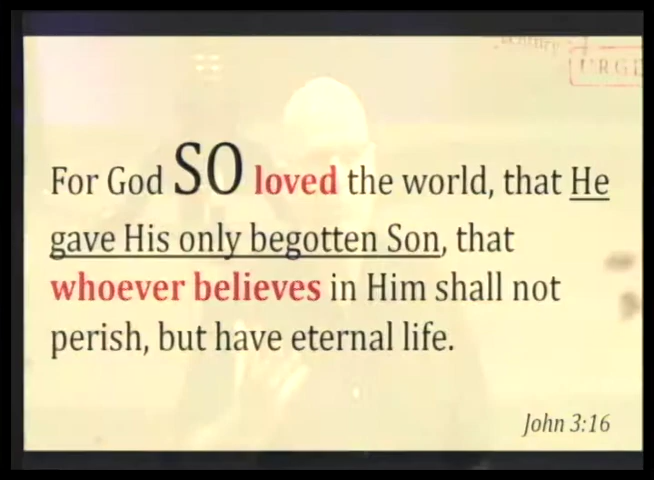 For God SO loved the world, that He
gave His only begotten Son, that
whoever believes in Him shall not
perish, but have eternal life.
John 3:16